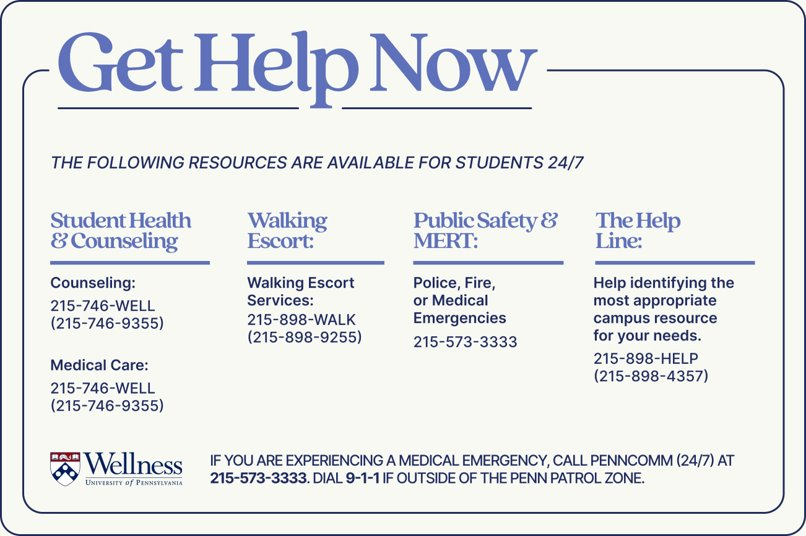 Get Help Now
THE FOLLOWING RESOURCES ARE AVAILABLE FOR STUDENTS 24/7
Student Health
& Counseling
Counseling:
215-746-WELL
(215-746-9355)
Medical Care:
215-746-WELL
(215-746-9355)
Walking
Escort:
Walking Escort
Services:
215-898-WALK
(215-898-9255)
Public Safety &
MERT:
Police, Fire,
or Medical
Emergencies
215-573-3333
The Help
Line:
Help identifying the
most appropriate
campus resource
for your needs.
215-898-HELP
(215-898-4357)
Wellness
UNIVERSITY of PENNSYLVANIA
IF YOU ARE EXPERIENCING A MEDICAL EMERGENCY, CALL PENNCOMM (24/7) AT
215-573-3333. DIAL 9-1-1 IF OUTSIDE OF THE PENN PATROL ZONE.